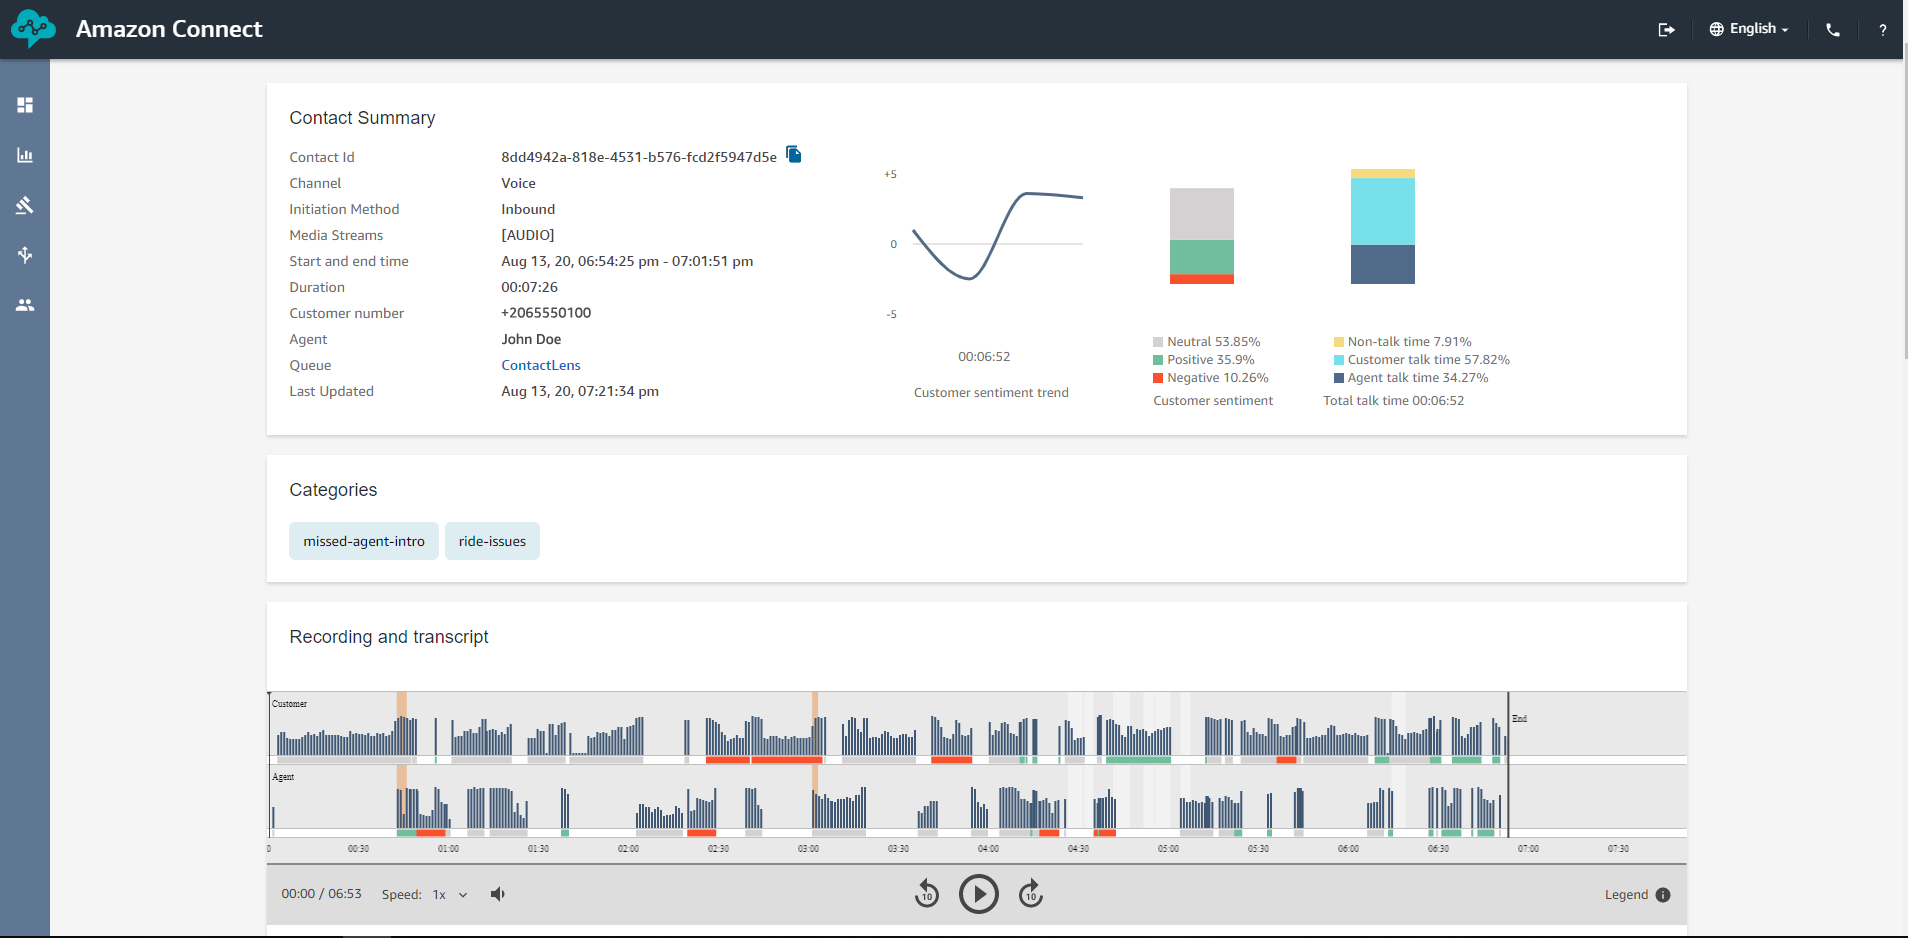 Amazon Connect
English
?
Contact Summary
Contact Id 8dd4942a-818e-4531-b576-fcd2f5947d5e
Channel Voice
Initiation Method Inbound
Media Streams [AUDIO]
Start and end time Aug 13, 20, 06:54:25 pm - 07:01:51 pm
Duration 00:07:26
Customer number +2065550100
Agent John Doe
Queue ContactLens
Last Updated Aug 13, 20, 07:21:34 pm
+5
0
-5
00:06:52
Customer sentiment trend
Neutral 53.85%
Positive 35.9%
Negative 10.26%
Customer sentiment
Non-talk time 7.91%
Customer talk time 57.82%
Agent talk time 34.27%
Total talk time 00:06:52
Categories
missed-agent-intro ride-issues
Recording and transcript
Customer
End
Agent
0 00:30 01:00 01:30 02:00 02:30 03:00 03:30 04:00 04:30 05:00 05:30 06:00 06:30 07:00 07:30
00:00 / 06:53 Speed: 1x 10 10 Legend